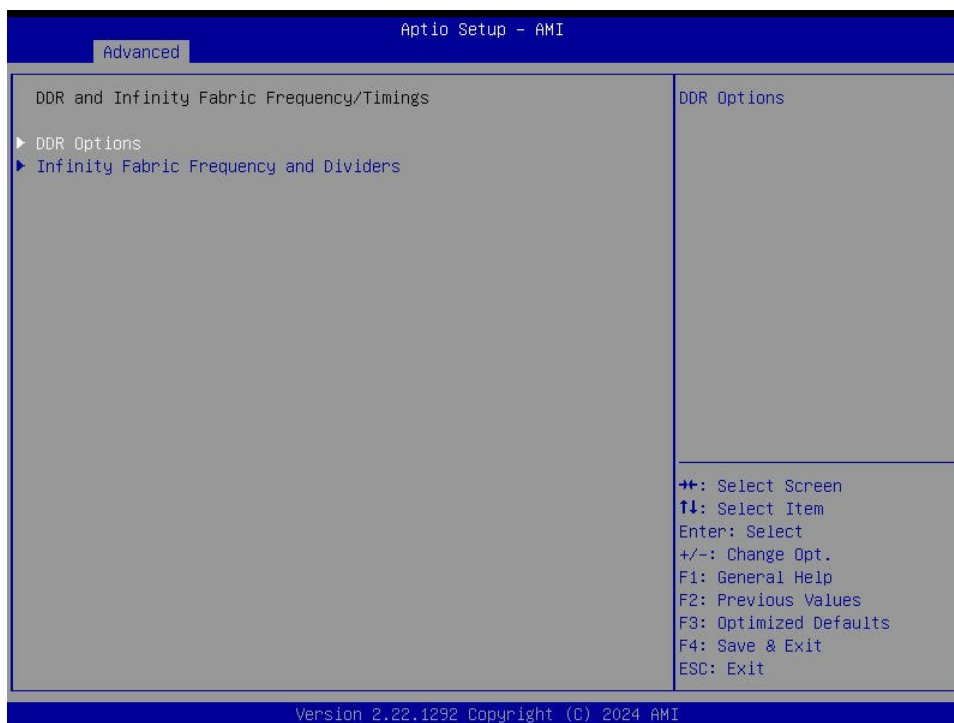 Aptio Setup – AMI
Advanced
DDR and Infinity Fabric Frequency/Timings
DDR Options
▶ DDR Options
▶ Infinity Fabric Frequency and Dividers
→←: Select Screen
↑↓: Select Item
Enter: Select
+/-: Change Opt.
F1: General Help
F2: Previous Values
F3: Optimized Defaults
F4: Save & Exit
ESC: Exit
Version 2.22.1292 Copyright (C) 2024 AMI